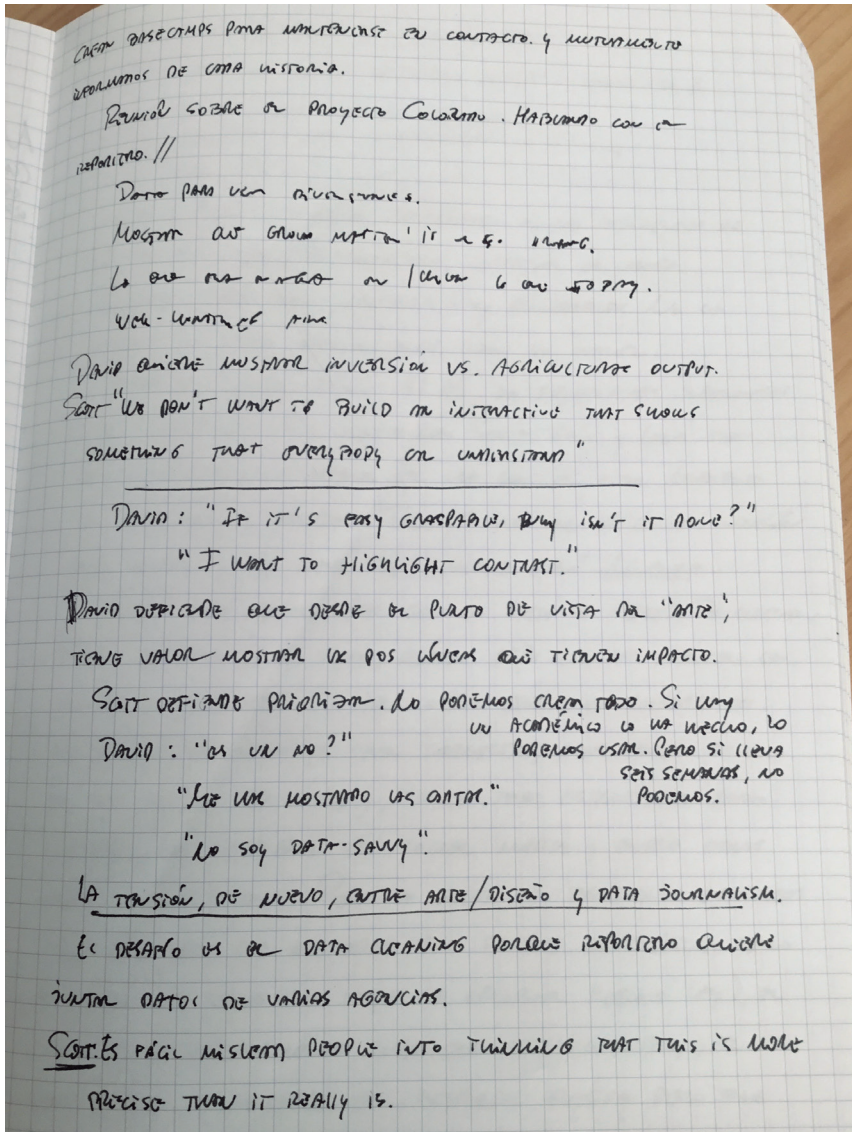 CREAN BASECAMPS PARA MANTENERSE EN CONTACTO. Y MUTUAMENTE
INFORMADOS DE CADA HISTORIA.
REUNIÓN SOBRE EL PROYECTO COLORADO. HABLANDO CON EL
REPORTERO. //
PARA VER
MOSTRAR QUE
LO QUE LO QUE
DAVID QUIERE MOSTRAR INVERSIÓN VS. AGRICULTURAL OUTPUT.
SCOTT "WE DON'T WANT TO BUILD AN INTERACTIVE THAT SHOWS
SOMETHING THAT EVERYBODY CAN UNDERSTAND"
DAVID: "IF IT'S EASY GRASPABLE, WHY ISN'T IT DONE?"
"I WANT TO HIGHLIGHT CONTRAST."
DAVID DEFIENDE QUE DESDE EL PUNTO DE VISTA DEL "ARTE",
TIENE VALOR MOSTRAR LAS DOS LÍNEAS QUE TIENEN IMPACTO.
SCOTT DEFIENDE PRIORIZAR. NO PODEMOS CREAR TODO. SI HAY
UN ACADÉMICO LO HA HECHO, LO
PODEMOS USAR. PERO SI LLEVA
SEIS SEMANAS, NO
PODEMOS.
DAVID: "ES UN NO?"
"ME HAN MOSTRADO LAS"
"NO SOY DATA-SAVVY".
LA TENSIÓN, DE NUEVO, ENTRE ARTE/DISEÑO Y DATA JOURNALISM.
EL DESAFÍO ES EL DATA CLEANING PORQUE REPORTERO QUIERE
JUNTAR DATOS DE VARIAS AGENCIAS.
SCOTT: ES FÁCIL MISLEAD PEOPLE INTO THINKING THAT THIS IS MORE
PRECISE THAN IT REALLY IS.